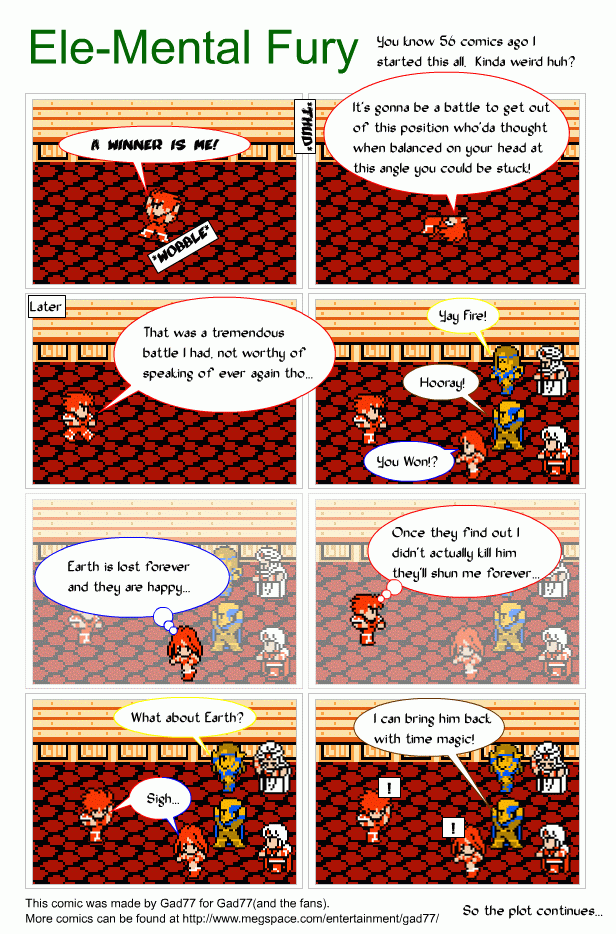 Ele-Mental Fury
You know 56 comics ago I
started this all. Kinda weird huh?
A WINNER IS ME!
*WOBBLE*
*THUD*
It's gonna be a battle to get out
of this position who'da thought
when balanced on your head at
this angle you could be stuck!
Later
That was a tremendous
battle I had, not worthy of
speaking of ever again tho...
Yay Fire!
Hooray!
You Won!?
Earth is lost forever
and they are happy...
Once they find out I
didn't actually kill him
they'll shun me forever...
What about Earth?
Sigh...
I can bring him back
with time magic!
!
!
This comic was made by Gad77 for Gad77(and the fans).
More comics can be found at http://www.megspace.com/entertainment/gad77/
So the plot continues...